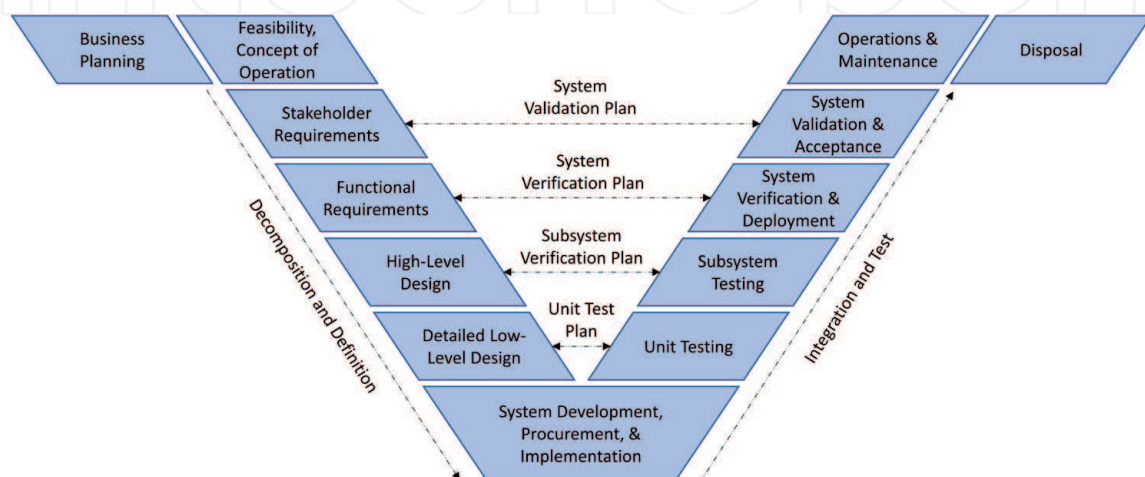 Business
Planning
Feasibility,
Concept of
Operation
Operations &
Maintenance
Disposal
System
Validation Plan
Stakeholder
Requirements
System
Validation &
Acceptance
System
Verification Plan
Functional
Requirements
System
Verification &
Deployment
Decomposition and Definition
Subsystem
Verification Plan
High-Level
Design
Subsystem
Testing
Integration and Test
Unit Test
Plan
Detailed Low-
Level Design
Unit Testing
System Development,
Procurement, &
Implementation